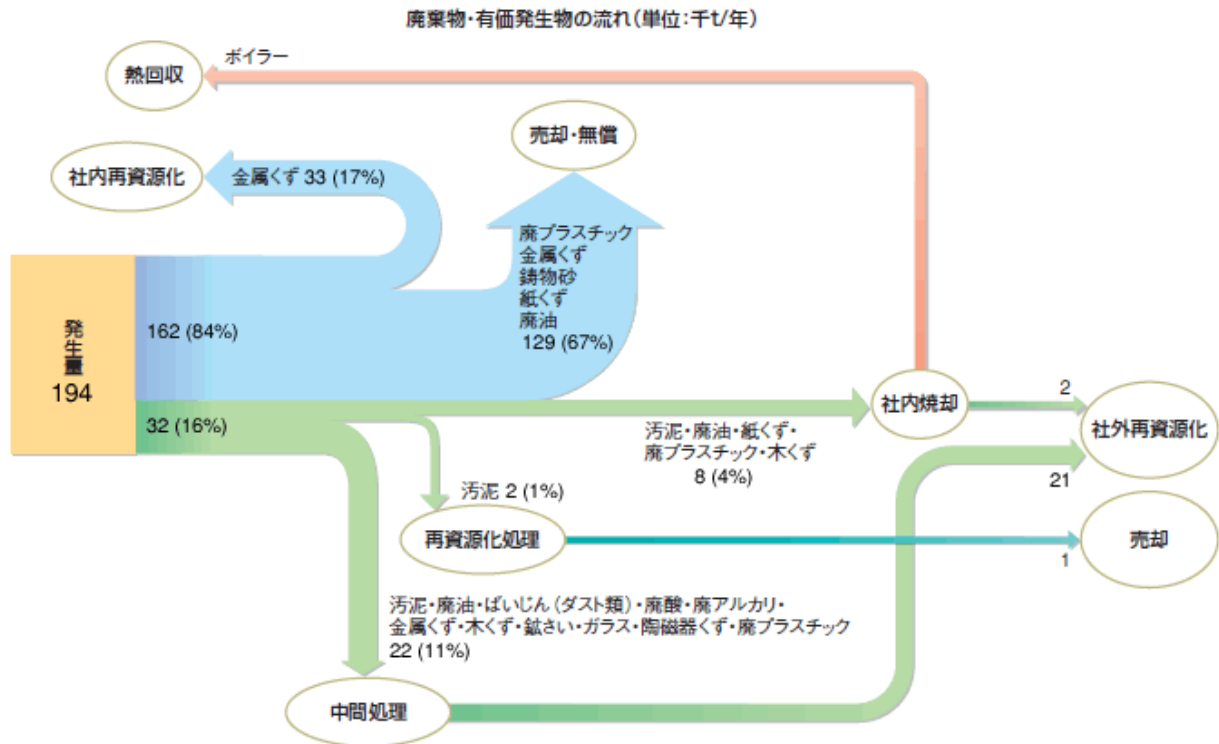 廃棄物・有価発生物の流れ（単位：千t/年）
ボイラー
熱回収
売却・無償
社内再資源化
金属くず 33 (17%)
廃プラスチック
金属くず
鋳物砂
紙くず
廃油
129 (67%)
発生量
194
162 (84%)
32 (16%)
社内焼却
2
社外再資源化
汚泥・廃油・紙くず・
廃プラスチック・木くず
8 (4%)
21
汚泥 2 (1%)
再資源化処理
1
売却
汚泥・廃油・ばいじん（ダスト類）・廃酸・廃アルカリ・
金属くず・木くず・鉱さい・ガラス・陶磁器くず・廃プラスチック
22 (11%)
中間処理